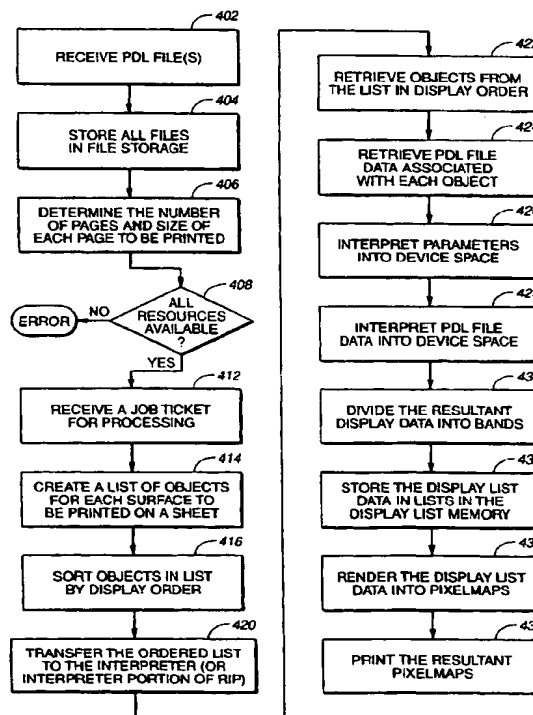 402
RECEIVE PDL FILE(S)
404
STORE ALL FILES
IN FILE STORAGE
406
DETERMINE THE NUMBER
OF PAGES AND SIZE OF
EACH PAGE TO BE PRINTED
408
ALL
RESOURCES
AVAILABLE
?
NO
ERROR
YES
412
RECEIVE A JOB TICKET
FOR PROCESSING
414
CREATE A LIST OF OBJECTS
FOR EACH SURFACE TO
BE PRINTED ON A SHEET
416
SORT OBJECTS IN LIST
BY DISPLAY ORDER
420
TRANSFER THE ORDERED LIST
TO THE INTERPRETER (OR
INTERPRETER PORTION OF RIP)
RETRIEVE OBJECTS FROM
THE LIST IN DISPLAY ORDER
RETRIEVE PDL FILE
DATA ASSOCIATED
WITH EACH OBJECT
INTERPRET PARAMETERS
INTO DEVICE SPACE
INTERPRET PDL FILE
DATA INTO DEVICE SPACE
DIVIDE THE RESULTANT
DISPLAY DATA INTO BANDS
STORE THE DISPLAY LIST
DATA IN LISTS IN THE
DISPLAY LIST MEMORY
RENDER THE DISPLAY LIST
DATA INTO PIXELMAPS
PRINT THE RESULTANT
PIXELMAPS